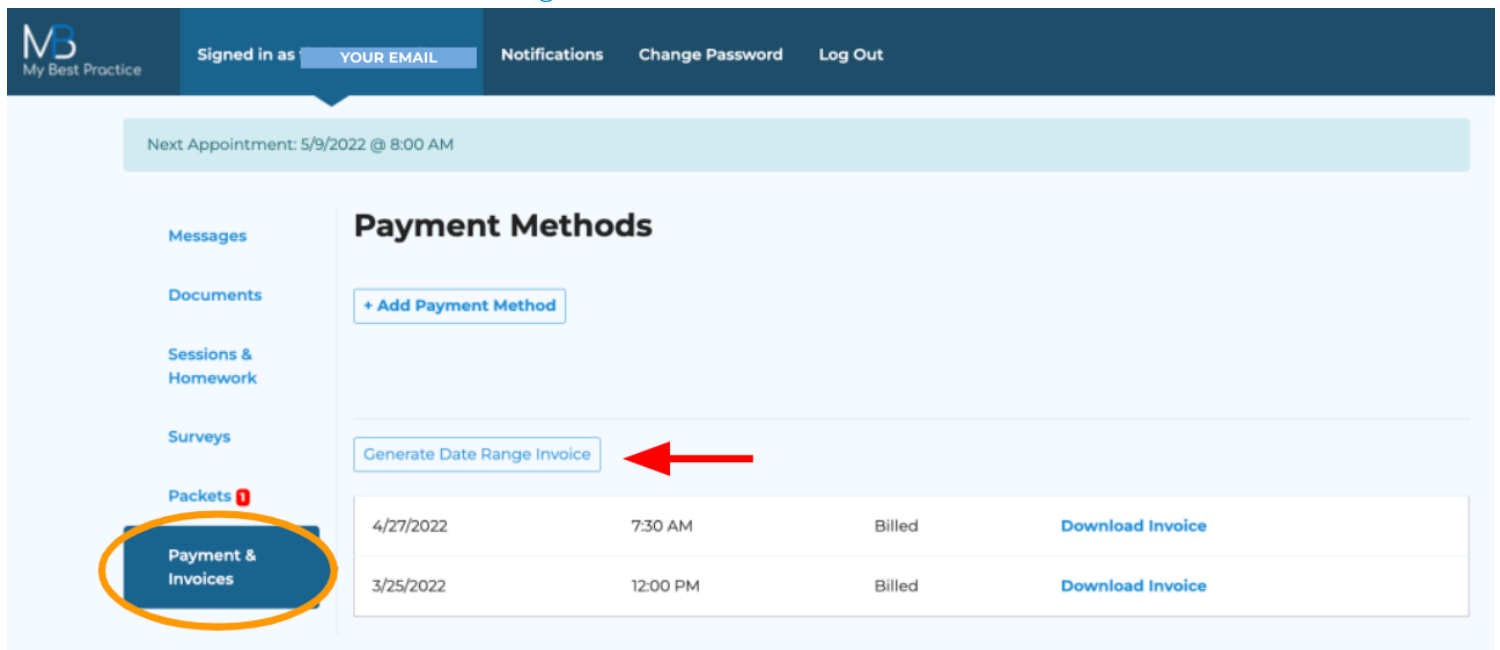 MB
My Best Practice
Signed in as
YOUR EMAIL
Notifications
Change Password
Log Out
Next Appointment: 5/9/2022 @ 8:00 AM
Messages
Documents
Sessions &
Homework
Surveys
Packets 1
Payment &
Invoices
Payment Methods
+ Add Payment Method
Generate Date Range Invoice
4/27/2022 7:30 AM Billed Download Invoice
3/25/2022 12:00 PM Billed Download Invoice